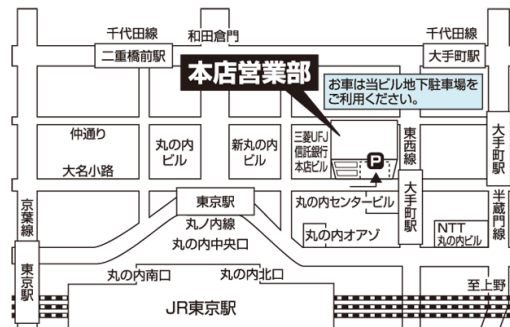 千代田線
和田倉門
千代田線
二重橋前駅
大手町駅
本店営業部
お車は当ビル地下駐車場を
ご利用ください。
仲通り
大名小路
丸の内
ビル
新丸の内
ビル
三菱UFJ
信託銀行
本店ビル
P
東西線
大手町駅
大手町駅
半蔵門線
京葉線
東京駅
東京駅
丸ノ内線
丸の内中央口
丸の内センタービル
丸の内オアゾ
NTT
丸の内ビル
丸の内南口
丸の内北口
至上野
JR東京駅